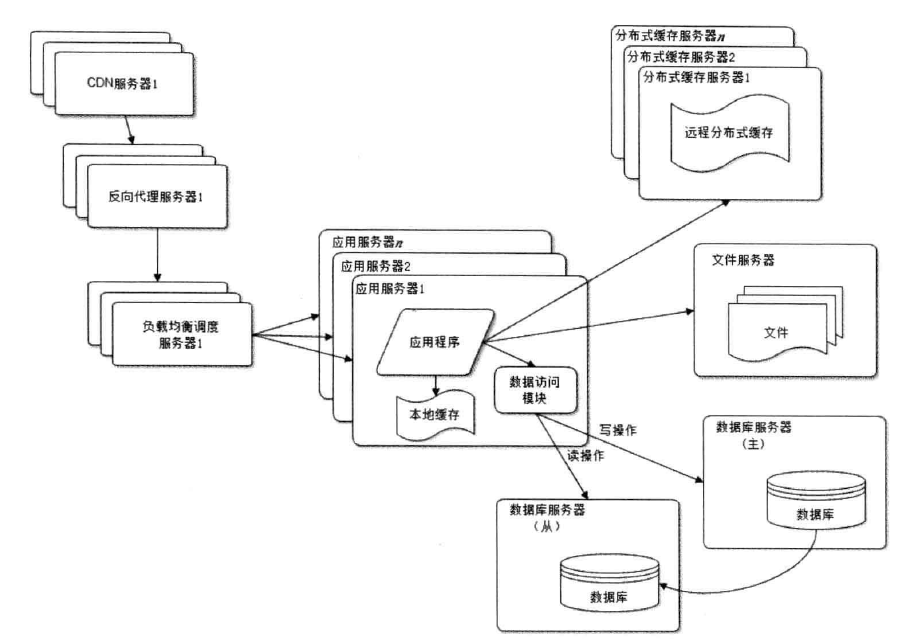 分布式缓存服务器n
分布式缓存服务器2
分布式缓存服务器1
远程分布式缓存
CDN服务器1
反向代理服务器1
负载均衡调度
服务器1
应用服务器n
应用服务器2
应用服务器1
应用程序
本地缓存
数据访问
模块
文件服务器
文件
写操作
读操作
数据库服务器
（主）
数据库
数据库服务器
（从）
数据库